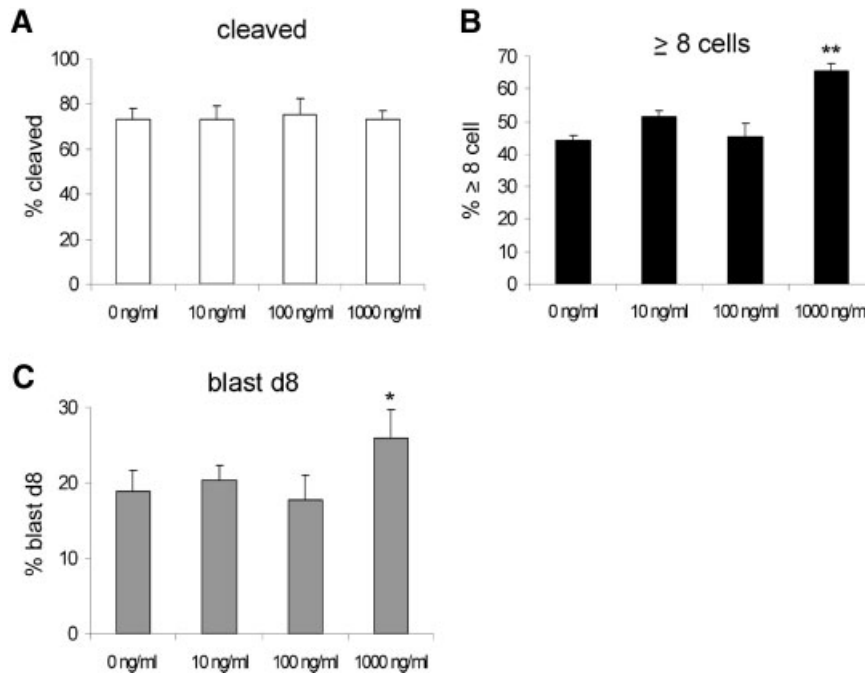 A
cleaved
% cleaved
100
80
60
40
20
0
0 ng/ml 10 ng/ml 100 ng/ml 1000 ng/ml
B
≥ 8 cells
% ≥ 8 cell
**
70
60
50
40
30
20
10
0
0 ng/ml 10 ng/ml 100 ng/ml 1000 ng/m
C
blast d8
% blast d8
*
30
20
10
0
0 ng/ml 10 ng/ml 100 ng/ml 1000 ng/ml